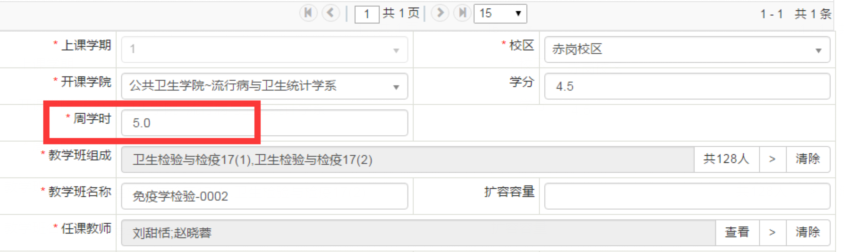 1 共 1 页 15 1 - 1 共 1 条
* 上课学期 1 * 校区 赤岗校区
* 开课学院 公共卫生学院~流行病与卫生统计学系 学分 4.5
* 周学时 5.0
* 教学班组成 卫生检验与检疫17(1),卫生检验与检疫17(2) 共128人 > 清除
* 教学班名称 免疫学检验-0002 扩容容量
* 任课教师 刘甜恬;赵晓蓉 查看 > 清除